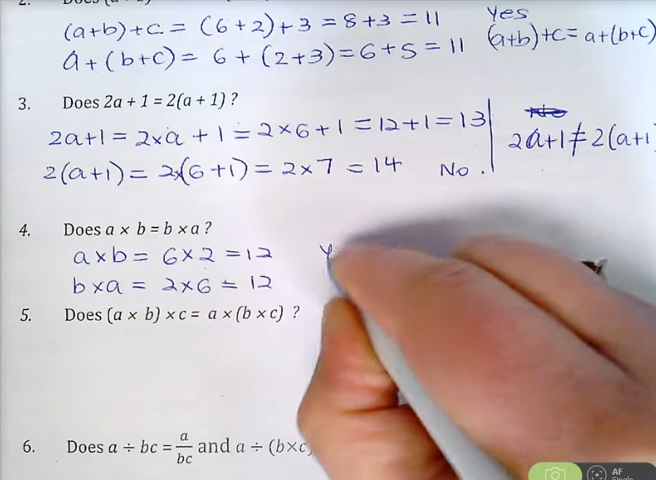 2.
(a+b)+c = (6+2)+3 = 8+3 = 11 Yes
a+(b+c) = 6+(2+3) = 6+5 = 11 (a+b)+c = a+(b+c)
3. Does 2a + 1 = 2(a + 1) ?
2a+1 = 2×a + 1 = 2×6+1 = 12+1 = 13
2a+1 ≠ 2(a+1
2(a+1) = 2×(6+1) = 2×7 = 14 No.
4. Does a × b = b × a ?
a×b = 6×2 = 12 Y
b×a = 2×6 = 12
5. Does (a × b) × c = a × (b × c) ?
6. Does a ÷ bc = a/bc and a ÷ (b×c
AF